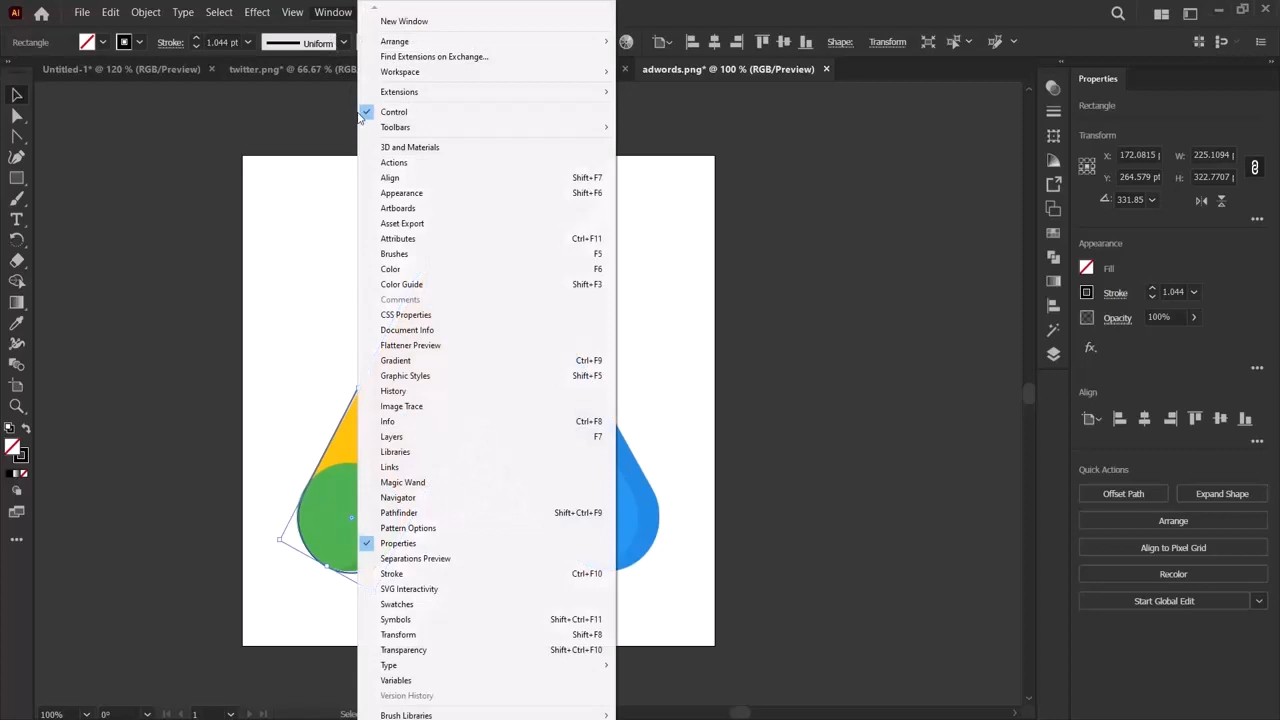 Ai File Edit Object Type Select Effect View Window
Rectangle Stroke: 1.044 pt Uniform Shape: Transform
Untitled-1* @ 120 % (RGB/Preview) × twitter.png* @ 66.67 % (RGB × adwords.png* @ 100 % (RGB/Preview) ×
New Window
Arrange
Find Extensions on Exchange...
Workspace
Extensions
Control
Toolbars
3D and Materials
Actions
Align Shift+F7
Appearance Shift+F6
Artboards
Asset Export
Attributes Ctrl+F11
Brushes F5
Color F6
Color Guide Shift+F3
Comments
CSS Properties
Document Info
Flattener Preview
Gradient Ctrl+F9
Graphic Styles Shift+F5
History
Image Trace
Info Ctrl+F8
Layers F7
Libraries
Links
Magic Wand
Navigator
Pathfinder Shift+Ctrl+F9
Pattern Options
Properties
Separations Preview
Stroke Ctrl+F10
SVG Interactivity
Swatches
Symbols Shift+Ctrl+F11
Transform Shift+F8
Transparency Shift+Ctrl+F10
Type
Variables
Version History
Brush Libraries
Properties
Rectangle
Transform
X: 172.0815 W: 225.1094
Y: 264.579 pt H: 322.7707
331.85
Appearance
Fill
Stroke 1.044
Opacity 100%
fx.
Align
Quick Actions
Offset Path Expand Shape
Arrange
Align to Pixel Grid
Recolor
Start Global Edit
100% 0° 1